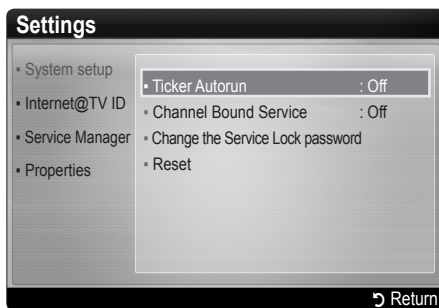 Settings
▪ System setup
▪ Internet@TV ID
▪ Service Manager
▪ Properties
▪ Ticker Autorun : Off
▪ Channel Bound Service : Off
▪ Change the Service Lock password
▪ Reset
Return